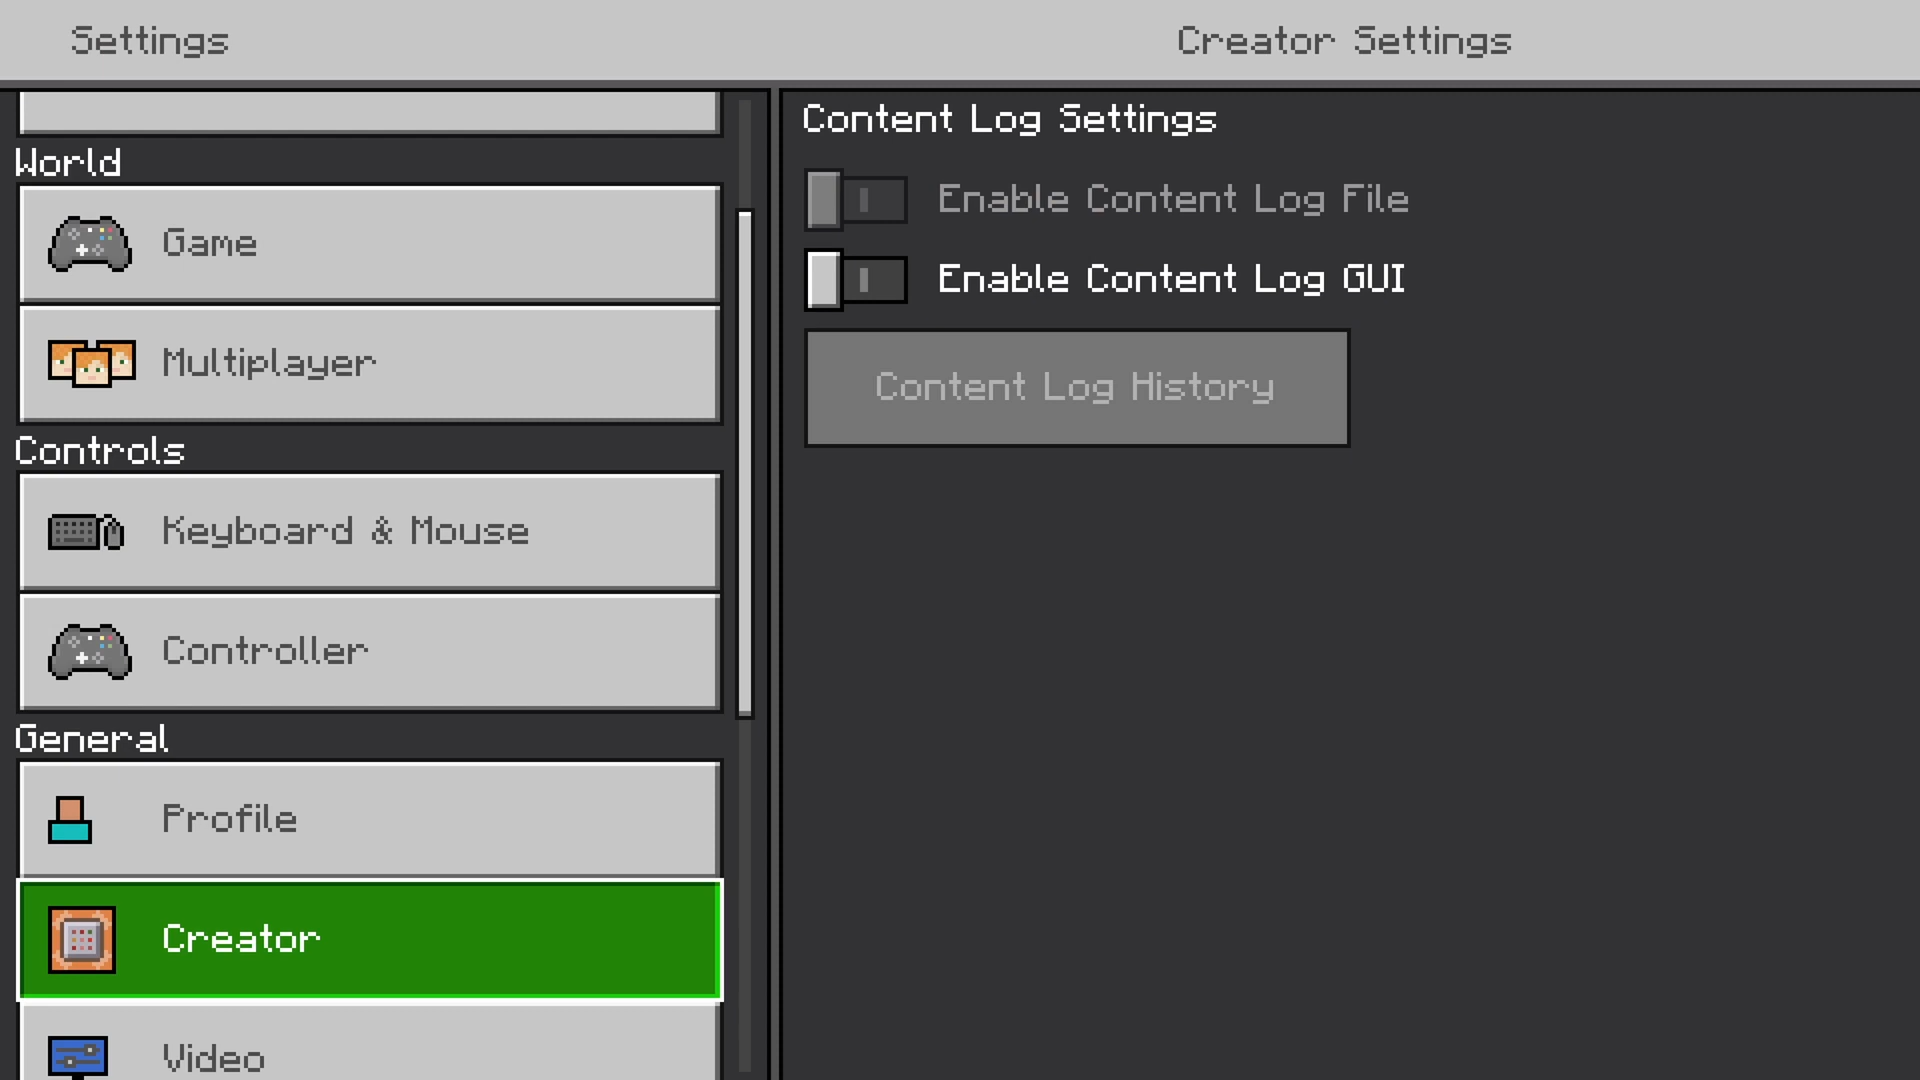 Settings
Creator Settings
World
Game
Multiplayer
Controls
Keyboard & Mouse
Controller
General
Profile
Creator
Video
Content Log Settings
Enable Content Log File
Enable Content Log GUI
Content Log History